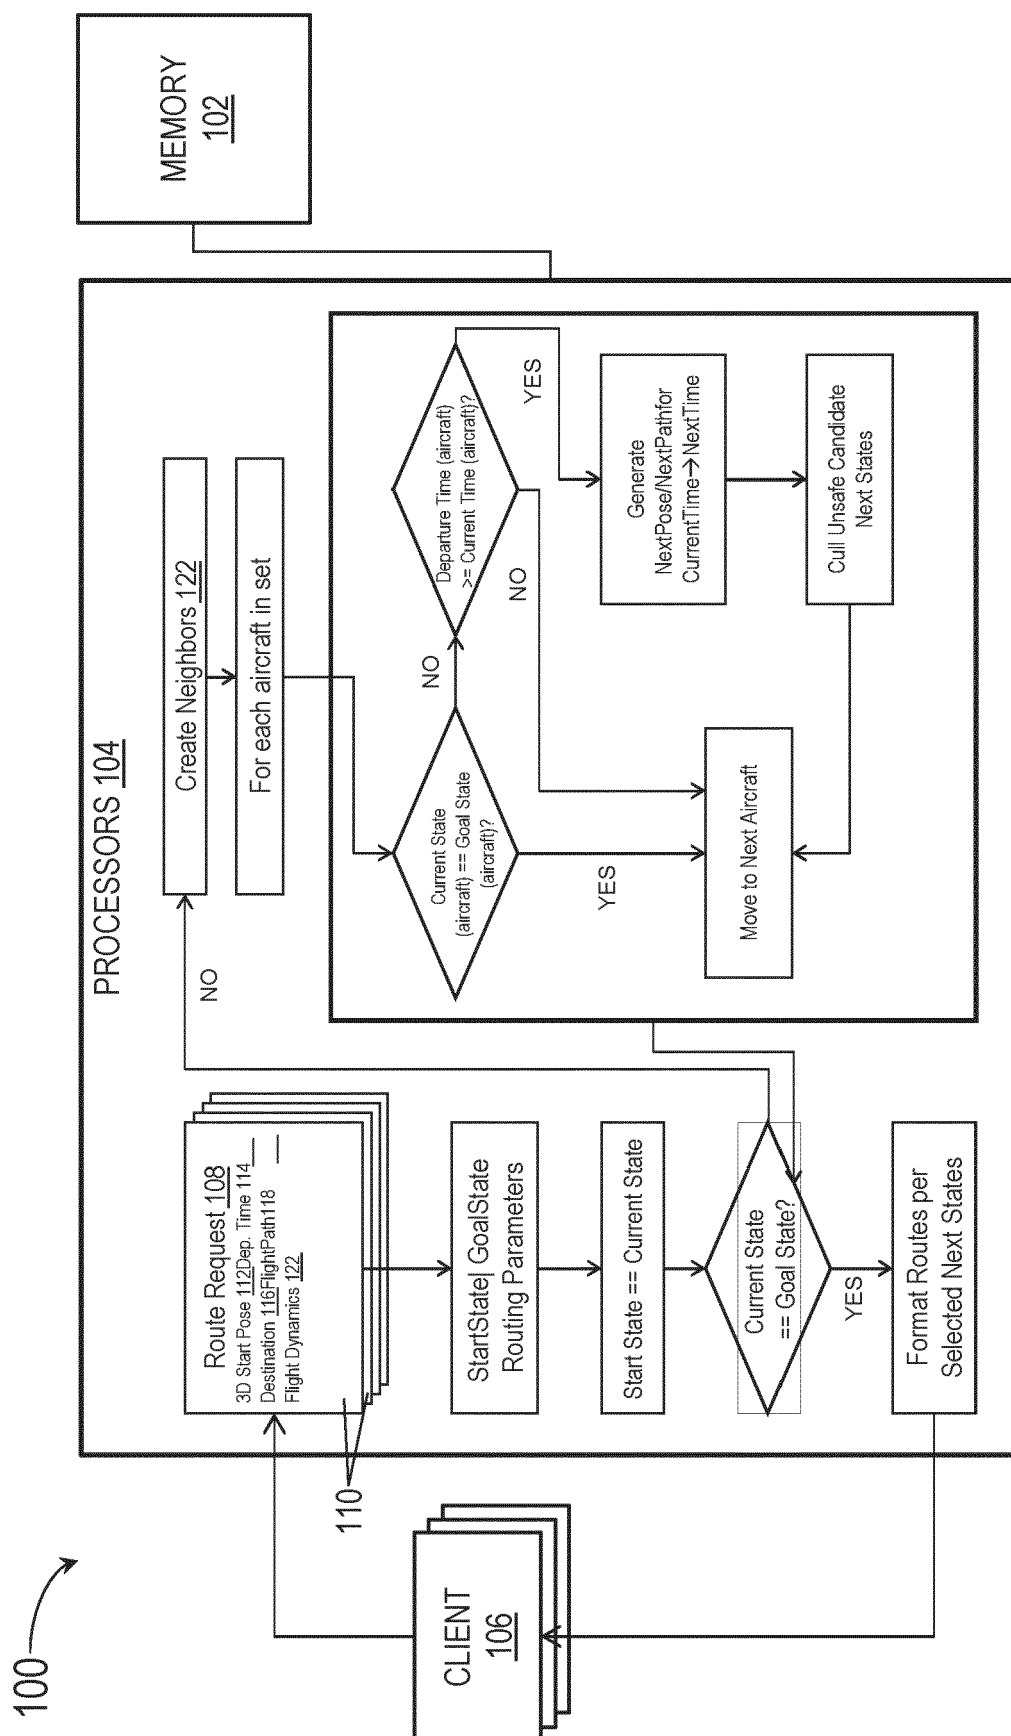 100
CLIENT
106
110
PROCESSORS 104
MEMORY
102
Route Request 108
3D Start Pose 112Dep. Time 114
Destination 116FlightPath118
Flight Dynamics 122
StartState| GoalState
Routing Parameters
Start State == Current State
Current State
== Goal State?
YES
NO
Format Routes per
Selected Next States
Create Neighbors 122
For each aircraft in set
Current State
(aircraft) == Goal State
(aircraft)?
NO
YES
Departure Time (aircraft)
>= Current Time (aircraft)?
NO
YES
Generate
NextPose/NextPathfor
CurrentTime→NextTime
Cull Unsafe Candidate
Next States
Move to Next Aircraft